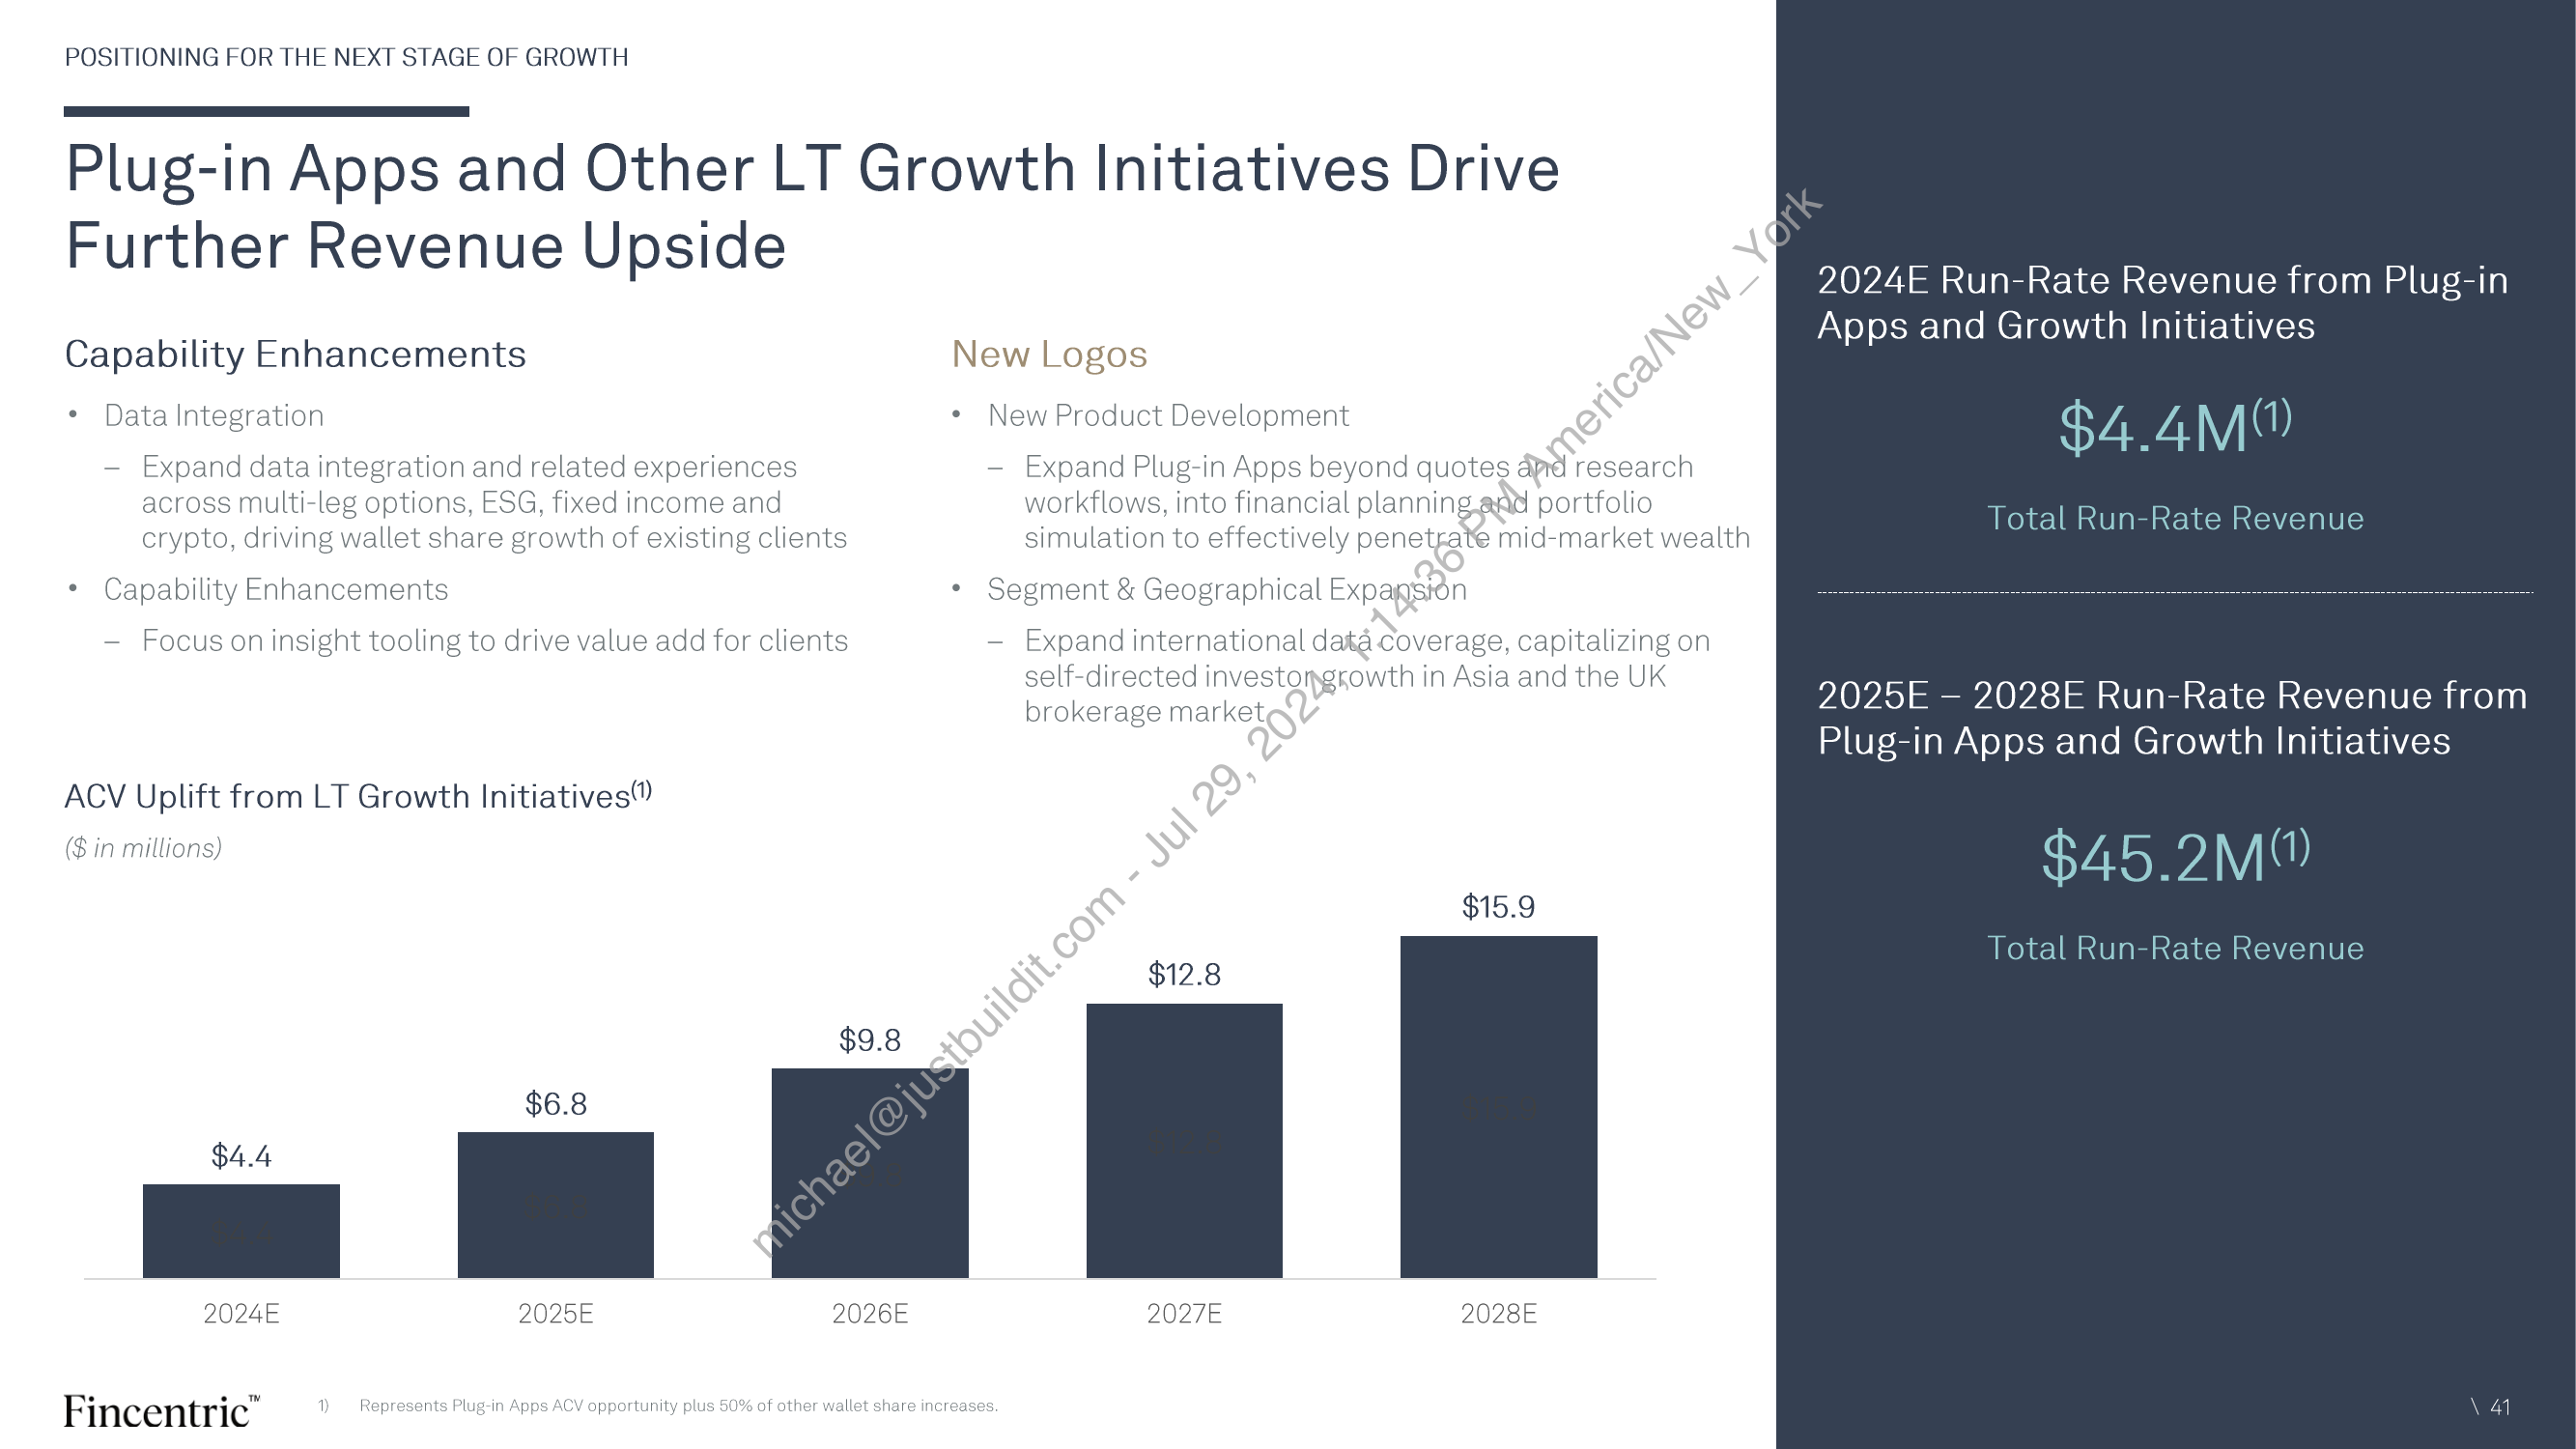 POSITIONING FOR THE NEXT STAGE OF GROWTH
Plug-in Apps and Other LT Growth Initiatives Drive
Further Revenue Upside
Capability Enhancements
• Data Integration
– Expand data integration and related experiences
across multi-leg options, ESG, fixed income and
crypto, driving wallet share growth of existing clients
• Capability Enhancements
– Focus on insight tooling to drive value add for clients
New Logos
• New Product Development
– Expand Plug-in Apps beyond quotes and research
workflows, into financial planning and portfolio
simulation to effectively penetrate mid-market wealth
• Segment & Geographical Expansion
– Expand international data coverage, capitalizing on
self-directed investor growth in Asia and the UK
brokerage market
ACV Uplift from LT Growth Initiatives(1)
($ in millions)
$4.4
$6.8
$9.8
$12.8
$15.9
2024E
2025E
2026E
2027E
2028E
2024E Run-Rate Revenue from Plug-in
Apps and Growth Initiatives
$4.4M(1)
Total Run-Rate Revenue
2025E – 2028E Run-Rate Revenue from
Plug-in Apps and Growth Initiatives
$45.2M(1)
Total Run-Rate Revenue
michael@justbuildit.com - Jul 29, 2024, 1:14:36 PM America/New_York
Fincentric™
1) Represents Plug-in Apps ACV opportunity plus 50% of other wallet share increases.
\ 41